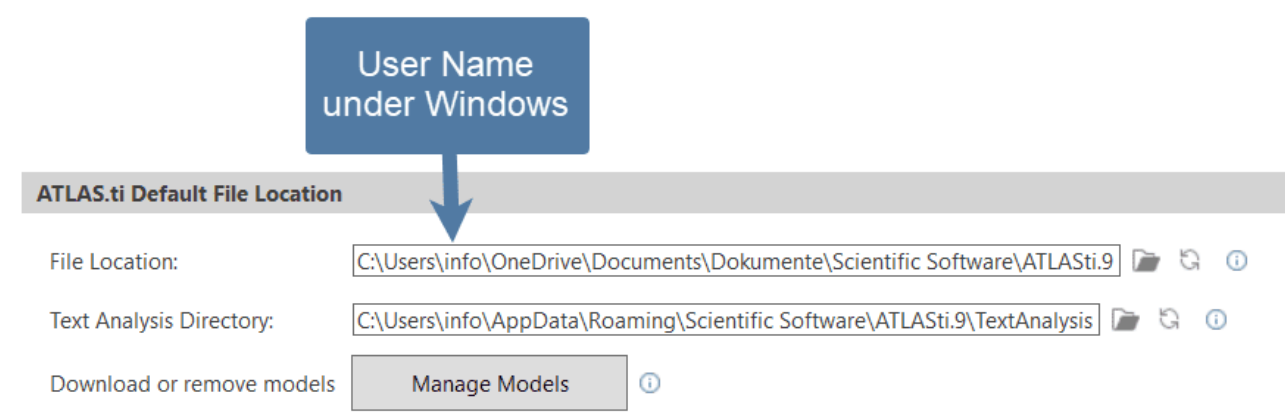 User Name
under Windows
ATLAS.ti Default File Location
File Location: C:\Users\info\OneDrive\Documents\Dokumente\Scientific Software\ATLASti.9
Text Analysis Directory: C:\Users\info\AppData\Roaming\Scientific Software\ATLASti.9\TextAnalysis
Download or remove models Manage Models